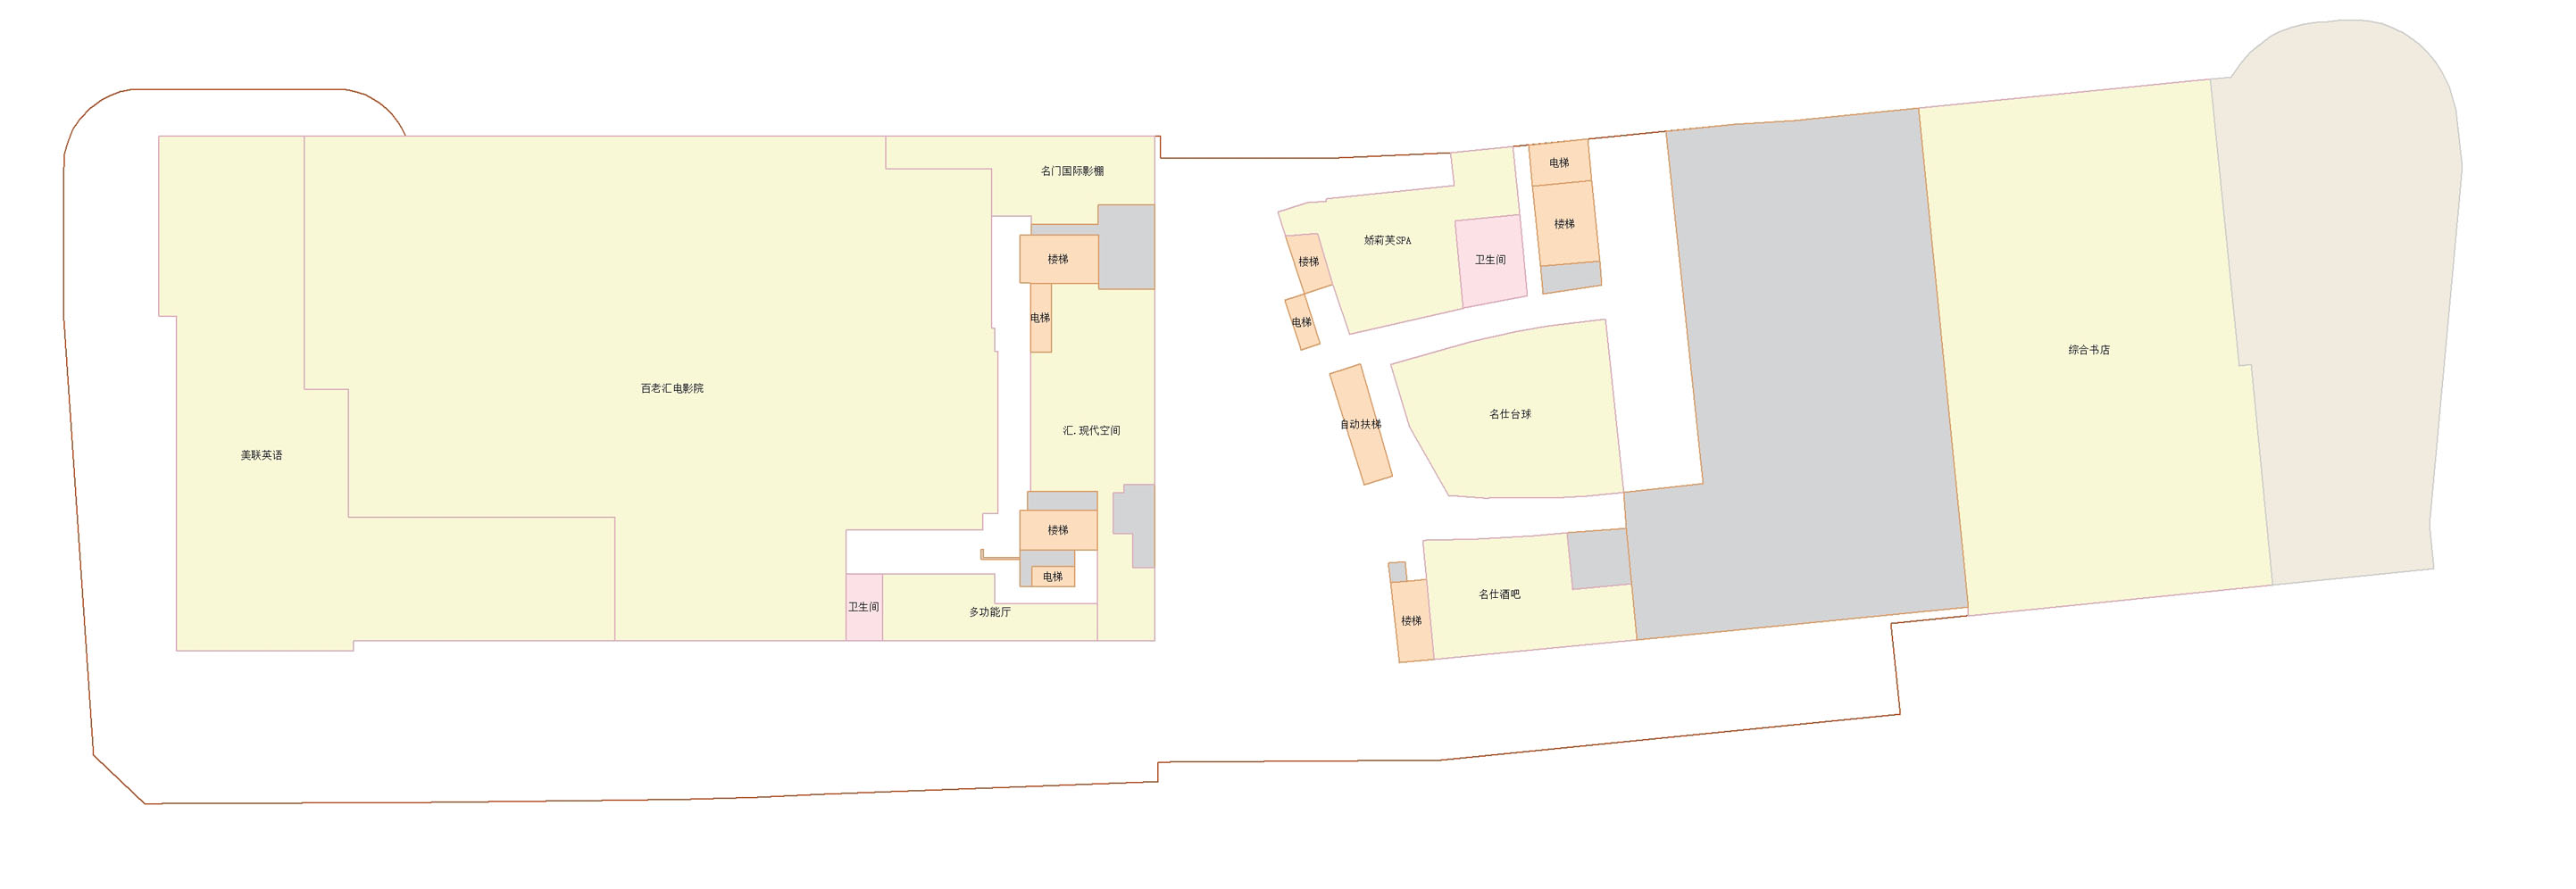 电梯
名门国际影棚
楼梯
娇莉芙SPA
楼梯
卫生间
楼梯
电梯
电梯
综合书店
百老汇电影院
名仕台球
自动扶梯
汇.现代空间
美联英语
楼梯
电梯
名仕酒吧
卫生间
多功能厅
楼梯